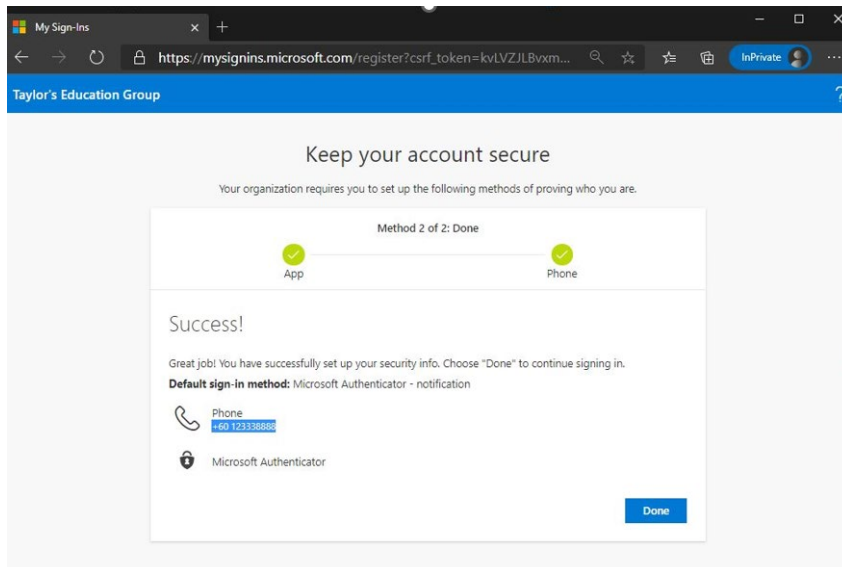 My Sign-Ins
https://mysignins.microsoft.com/register?csrf_token=kvLVZJLBvxm...
InPrivate
Taylor's Education Group
?
Keep your account secure
Your organization requires you to set up the following methods of proving who you are.
Method 2 of 2: Done
App
Phone
Success!
Great job! You have successfully set up your security info. Choose "Done" to continue signing in.
Default sign-in method: Microsoft Authenticator - notification
Phone
+60 123338888
Microsoft Authenticator
Done